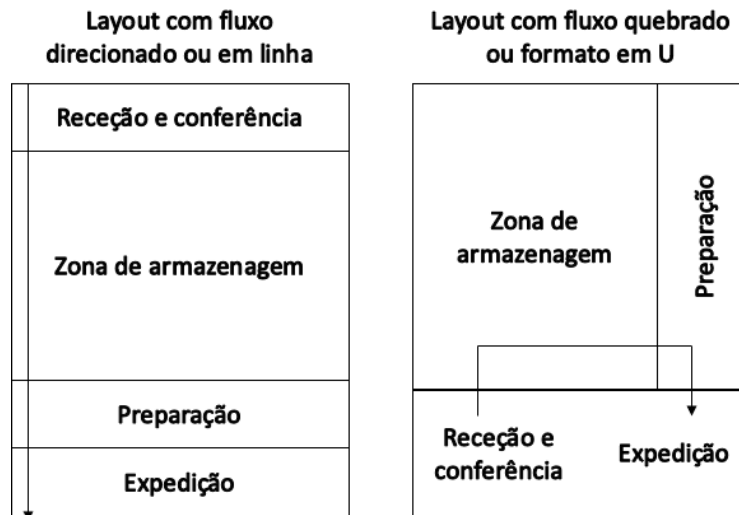 Layout com fluxo
direcionado ou em linha
Receção e conferência
Zona de armazenagem
Preparação
Expedição
Layout com fluxo quebrado
ou formato em U
Zona de
armazenagem
Preparação
Receção e
conferência
Expedição